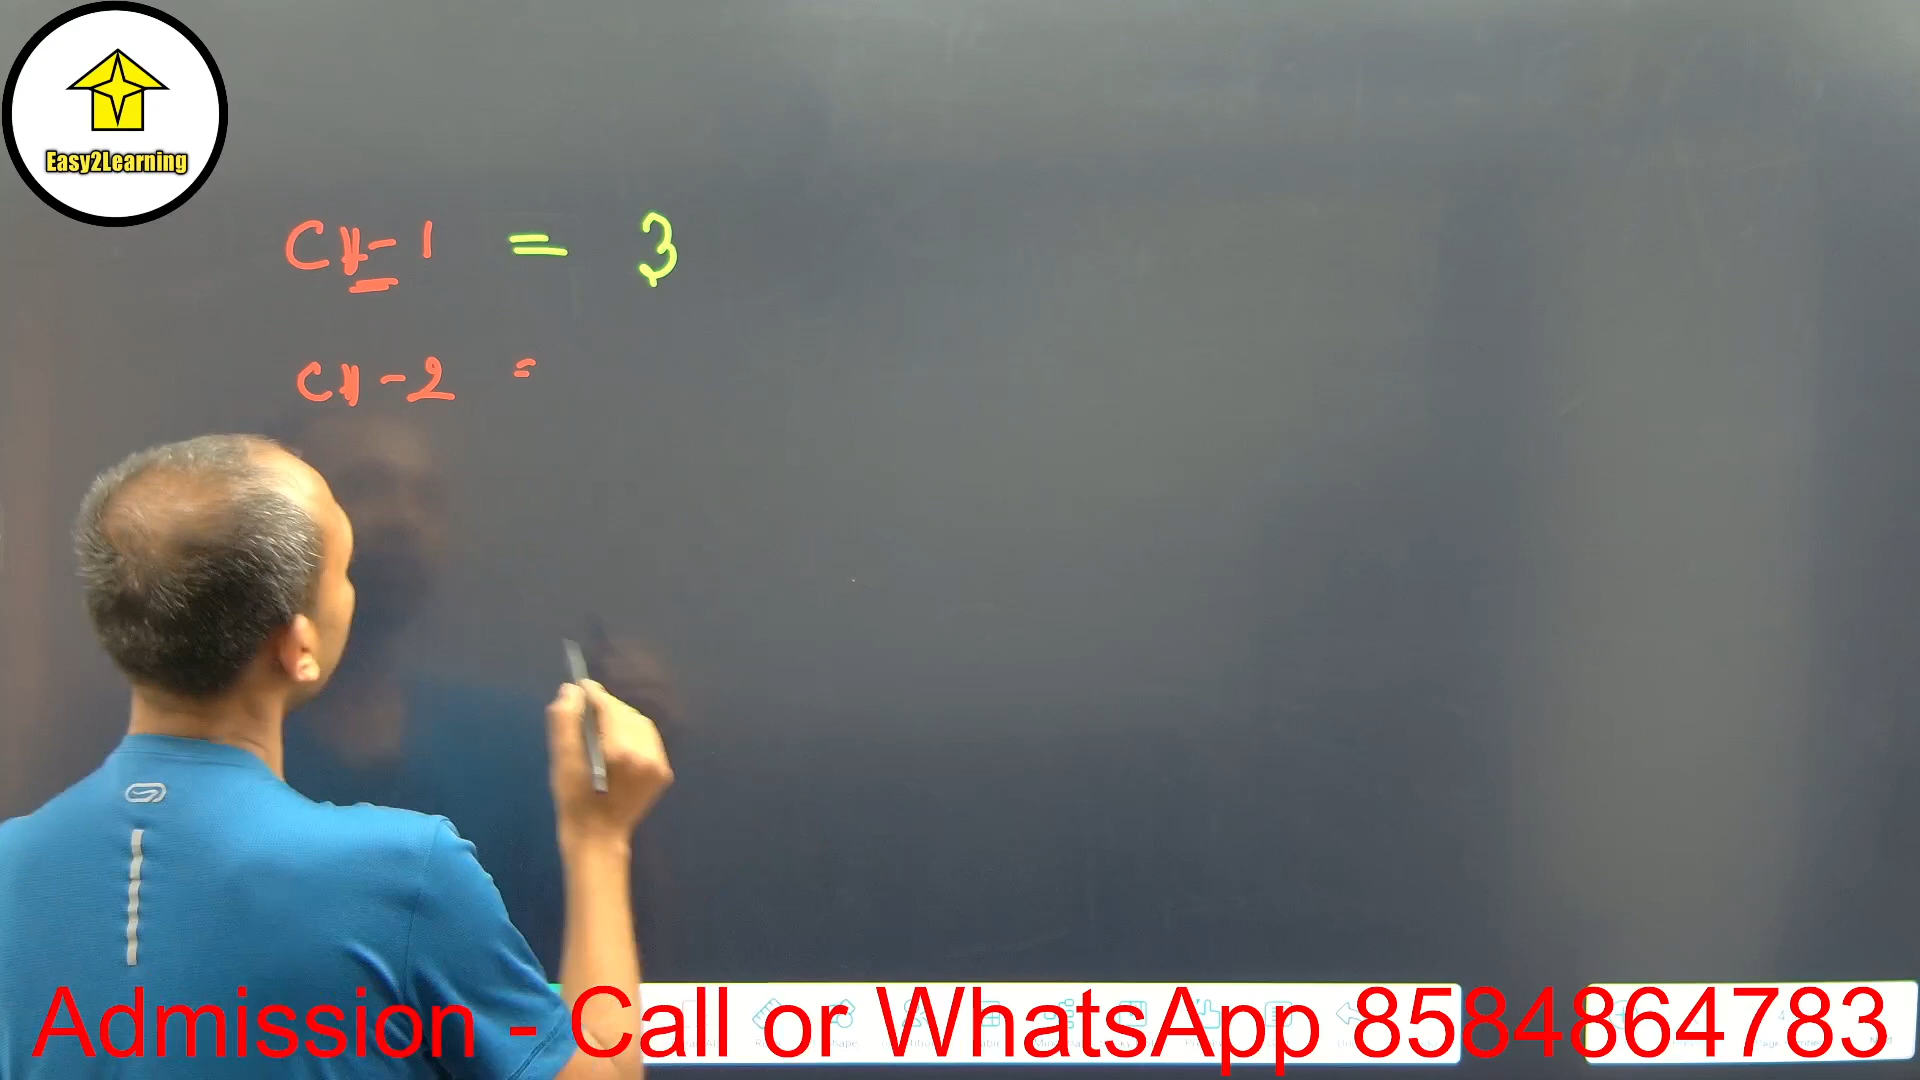 Easy2Learning
CH-1 = 3
CH-2 =
Admission - Call or WhatsApp 8584864783